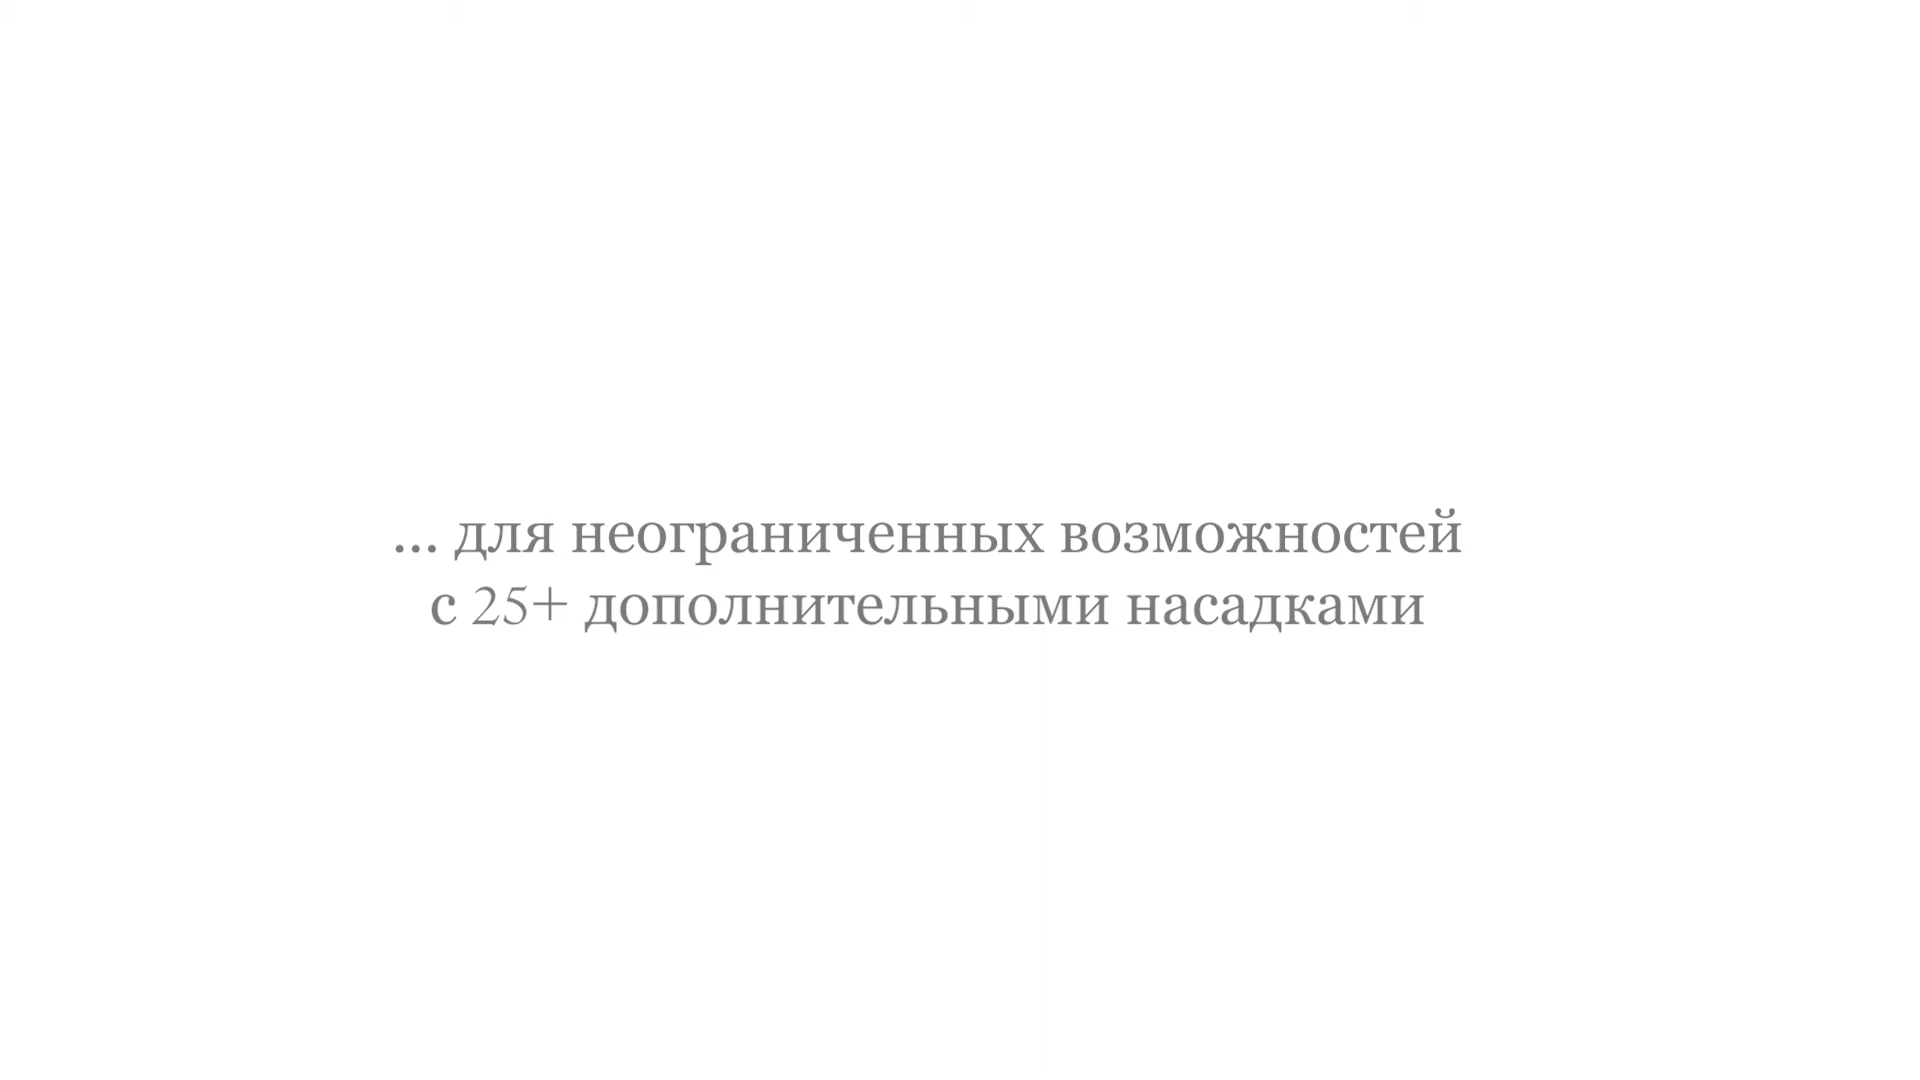 ... для неограниченных возможностей
с 25+ дополнительными насадками